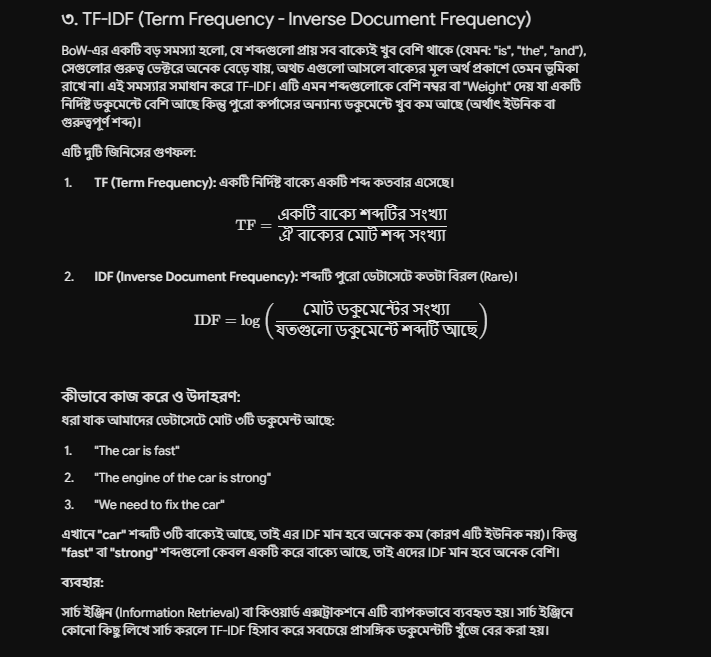 ৩. TF-IDF (Term Frequency - Inverse Document Frequency)
BoW-এর একটি বড় সমস্যা হলো, যে শব্দগুলো প্রায় সব বাক্যেই খুব বেশি থাকে (যেমন: "is", "the", "and"),
সেগুলোর গুরুত্ব ভেক্টরে অনেক বেড়ে যায়, অথচ এগুলো আসলে বাক্যের মূল অর্থ প্রকাশে তেমন ভূমিকা
রাখে না। এই সমস্যার সমাধান করে TF-IDF। এটি এমন শব্দগুলোকে বেশি নম্বর বা "Weight" দেয় যা একটি
নির্দিষ্ট ডকুমেন্টে বেশি আছে কিন্তু পুরো কর্পাসের অন্যান্য ডকুমেন্টে খুব কম আছে (অর্থাৎ ইউনিক বা
গুরুত্বপূর্ণ শব্দ)।
এটি দুটি জিনিসের গুণফল:
1. TF (Term Frequency): একটি নির্দিষ্ট বাক্যে একটি শব্দ কতবার এসেছে।
TF = একটি বাক্যে শব্দটির সংখ্যা
ঐ বাক্যের মোট শব্দ সংখ্যা
2. IDF (Inverse Document Frequency): শব্দটি পুরো ডেটাসেটে কতটা বিরল (Rare)।
IDF = log ( মোট ডকুমেন্টের সংখ্যা
যতগুলো ডকুমেন্টে শব্দটি আছে )
কীভাবে কাজ করে ও উদাহরণ:
ধরা যাক আমাদের ডেটাসেটে মোট ৩টি ডকুমেন্ট আছে:
1. "The car is fast"
2. "The engine of the car is strong"
3. "We need to fix the car"
এখানে "car" শব্দটি ৩টি বাক্যেই আছে, তাই এর IDF মান হবে অনেক কম (কারণ এটি ইউনিক নয়)। কিন্তু
"fast" বা "strong" শব্দগুলো কেবল একটি করে বাক্যে আছে, তাই এদের IDF মান হবে অনেক বেশি।
ব্যবহার:
সার্চ ইঞ্জিন (Information Retrieval) বা কিওয়ার্ড এক্সট্রাকশনে এটি ব্যাপকভাবে ব্যবহৃত হয়। সার্চ ইঞ্জিনে
কোনো কিছু লিখে সার্চ করলে TF-IDF হিসাব করে সবচেয়ে প্রাসঙ্গিক ডকুমেন্টটি খুঁজে বের করা হয়।